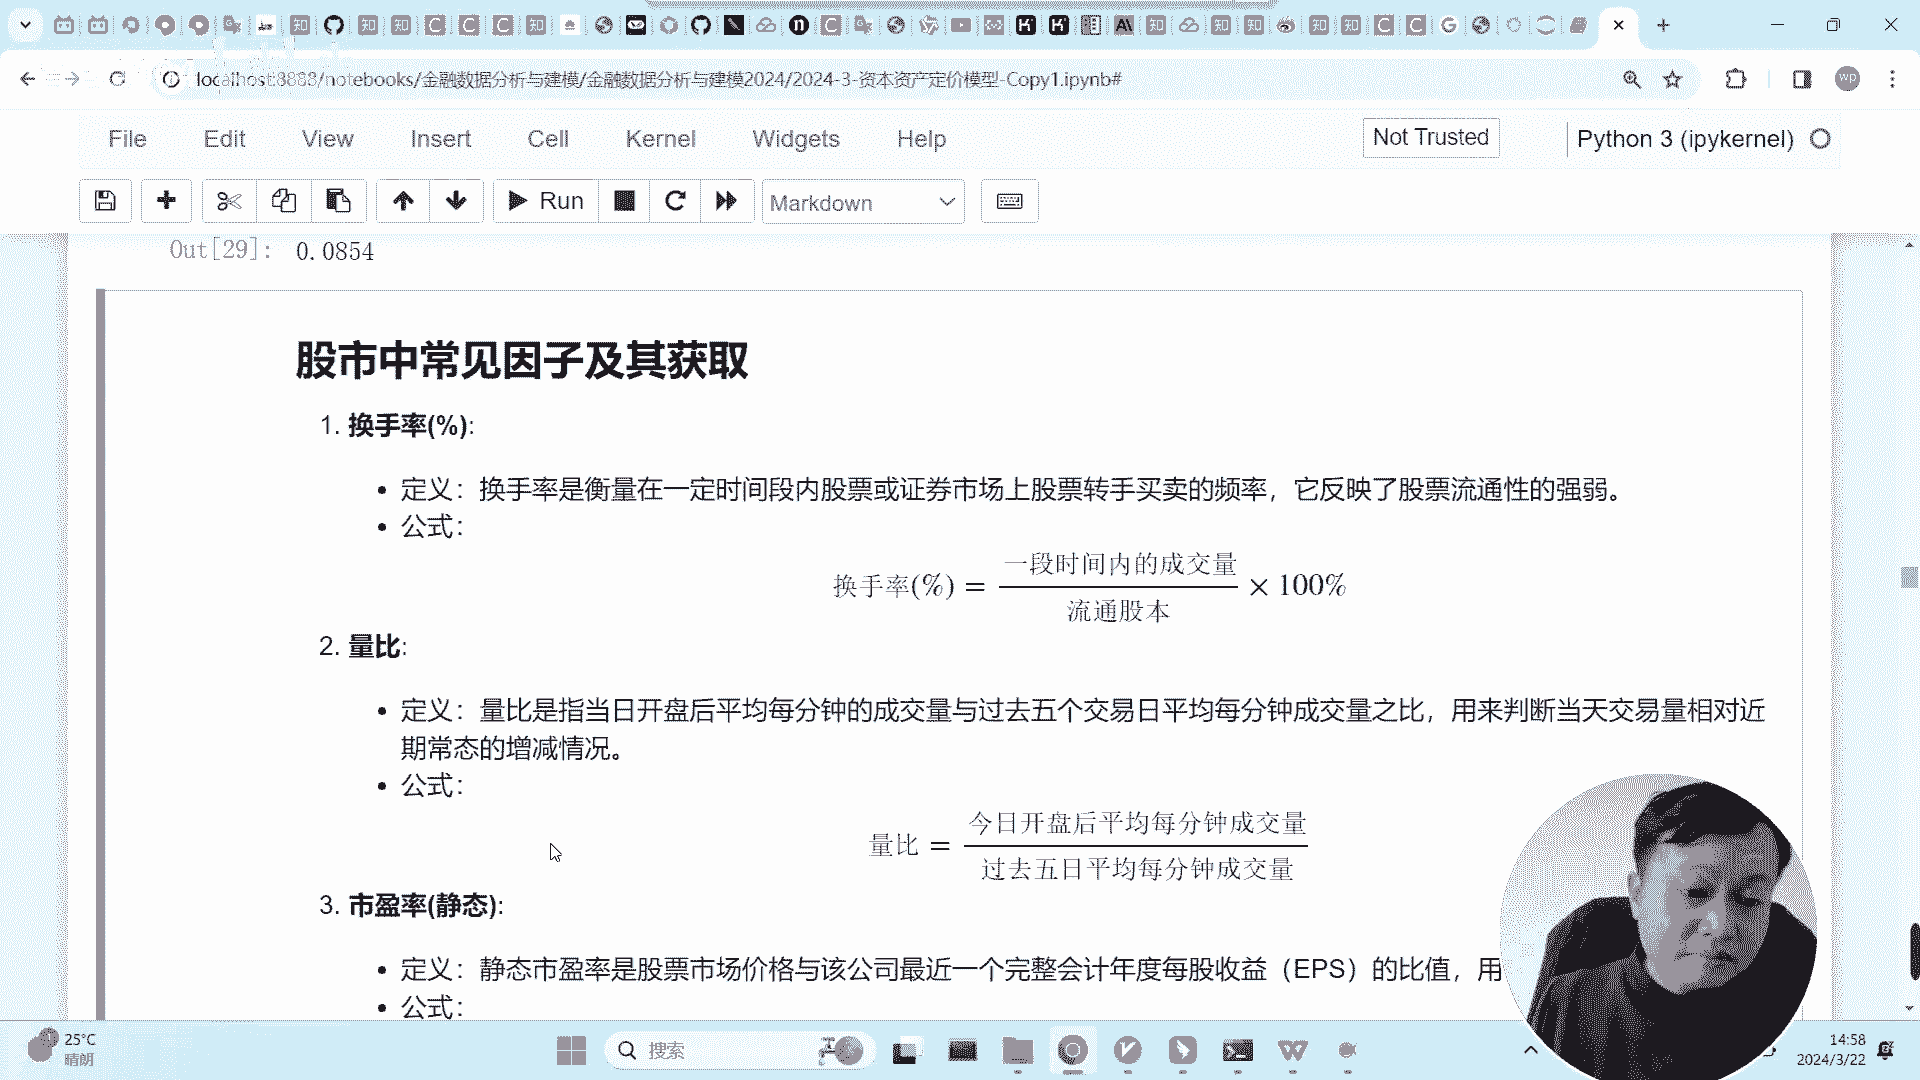 localhost:8888/notebooks/金融数据分析与建模/金融数据分析与建模2024/2024-3-资本资产定价模型-Copy1.ipynb#
wp
File Edit View Insert Cell Kernel Widgets Help
Not Trusted
Python 3 (ipykernel)
Run
Markdown
Out[29]: 0.0854
股市中常见因子及其获取
1. 换手率(%):
• 定义：换手率是衡量在一定时间段内股票或证券市场上股票转手买卖的频率，它反映了股票流通性的强弱。
• 公式：
换手率(%) = 一段时间内的成交量 / 流通股本 × 100%
2. 量比:
• 定义：量比是指当日开盘后平均每分钟的成交量与过去五个交易日平均每分钟成交量之比，用来判断当天交易量相对近
期常态的增减情况。
• 公式：
量比 = 今日开盘后平均每分钟成交量 / 过去五日平均每分钟成交量
3. 市盈率(静态):
• 定义：静态市盈率是股票市场价格与该公司最近一个完整会计年度每股收益（EPS）的比值，用
• 公式：
25°C
晴朗
搜索
14:58
2024/3/22